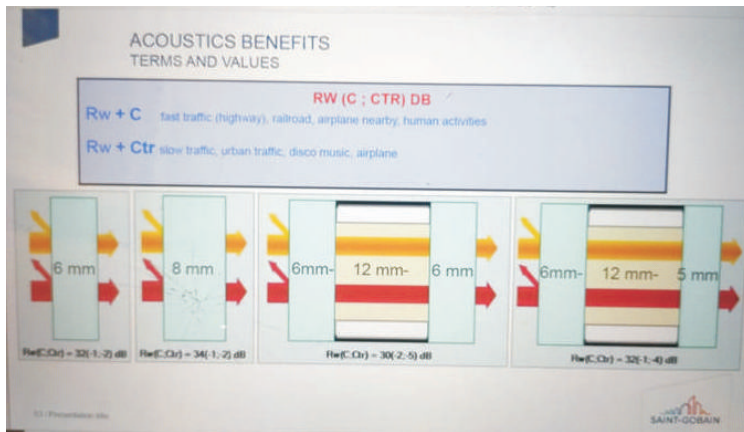 ACOUSTICS BENEFITS
TERMS AND VALUES
RW (C ; CTR) DB
Rw + C fast traffic (highway), railroad, airplane nearby, human activities
Rw + Ctr slow traffic, urban traffic, disco music, airplane
6 mm
8 mm
6mm- 12 mm- 6 mm
6mm- 12 mm- 5 mm
Rw(C;Ctr) = 32(-1;-2) dB
Rw(C;Ctr) = 34(-1;-2) dB
Rw(C;Ctr) = 30(-2;-5) dB
Rw(C;Ctr) = 32(-1;-4) dB
SAINT-GOBAIN